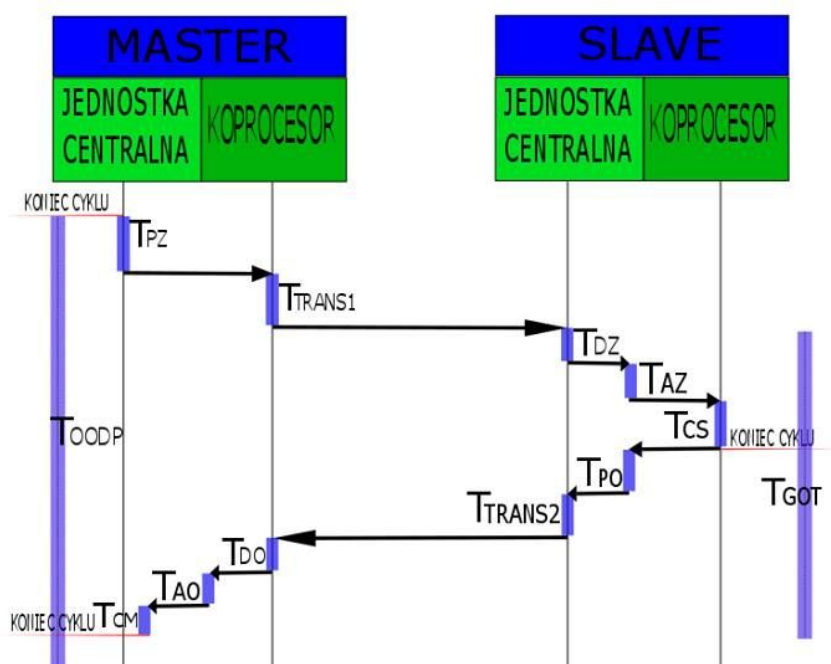 MASTER
SLAVE
JEDNOSTKA
CENTRALNA
KOPROCESOR
JEDNOSTKA
CENTRALNA
KOPROCESOR
KONIEC CYKLU
TPZ
TTRANS1
TDZ
TAZ
TOODP
TCS
KONIEC CYKLU
TPO
TGOT
TTRANS2
TDO
TAO
KONIEC CYKLU TCM